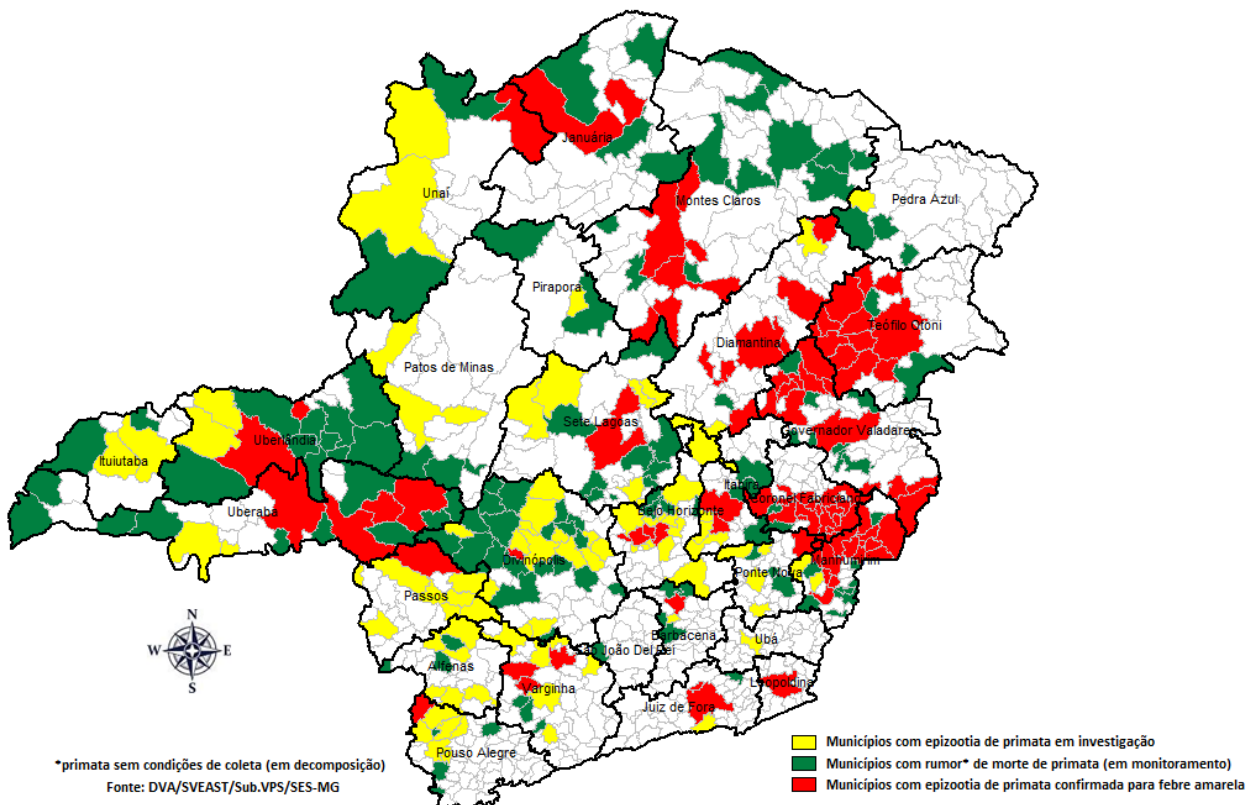 Januária
Montes Claros
Pedra Azul
Unaí
Pirapora
Teófilo Otôni
Diamantina
Patos de Minas
Sete Lagoas
Governador Valadares
Uberlândia
Ituiutaba
Itabira
Coronel Fabriciano
Uberaba
Belo Horizonte
Divinópolis
Manhumirim
Ponte Nova
Passos
Barbacena
Ubá
São João Del Rei
Alfenas
Leopoldina
Varginha
Juiz de Fora
Pouso Alegre
N
W E
S
*primata sem condições de coleta (em decomposição)
Fonte: DVA/SVEAST/Sub.VPS/SES-MG
Municípios com epizootia de primata em investigação
Municípios com rumor* de morte de primata (em monitoramento)
Municípios com epizootia de primata confirmada para febre amarela